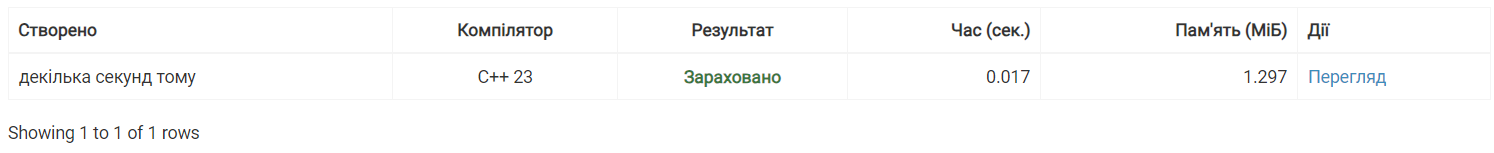 Створено Компілятор Результат Час (сек.) Пам'ять (МіБ) Дії
декілька секунд тому C++ 23 Зараховано 0.017 1.297 Перегляд
Showing 1 to 1 of 1 rows